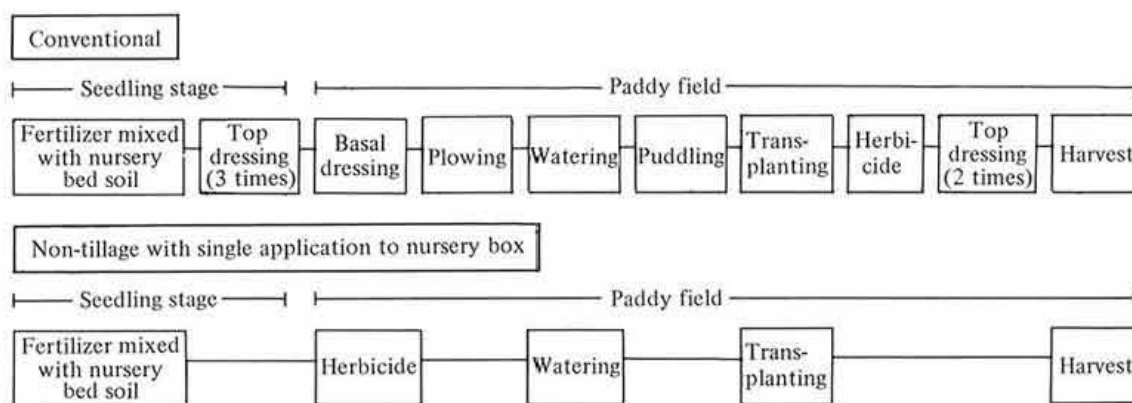 Conventional
Seedling stage
Paddy field
Fertilizer mixed
with nursery
bed soil
Top
dressing
(3 times)
Basal
dressing
Plowing
Watering
Puddling
Trans-
planting
Herbi-
cide
Top
dressing
(2 times)
Harvest
Non-tillage with single application to nursery box
Seedling stage
Paddy field
Fertilizer mixed
with nursery
bed soil
Herbicide
Watering
Trans-
planting
Harvest